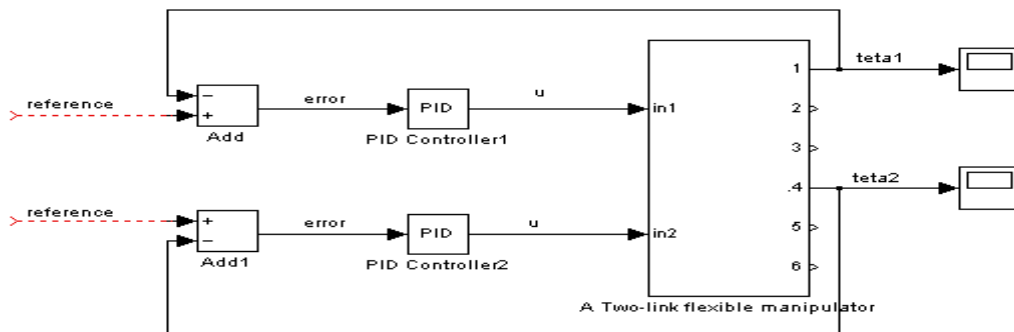 teta1
1
reference
−
+
error
PID
u
in1
2
Add
PID Controller1
3
.4
teta2
reference
+
−
error
PID
u
in2
5
Add1
PID Controller2
6
A Two-link flexible manipulator